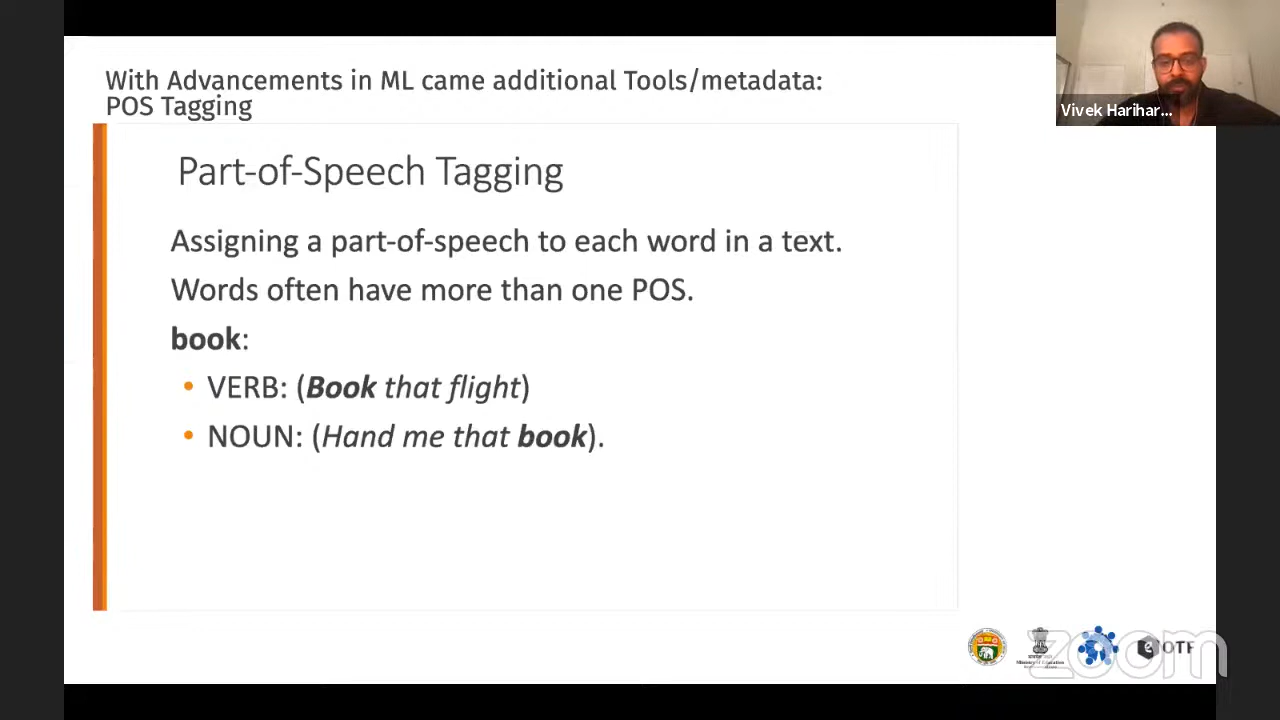 With Advancements in ML came additional Tools/metadata:
POS Tagging
Vivek Harihar...
Part-of-Speech Tagging
Assigning a part-of-speech to each word in a text.
Words often have more than one POS.
book:
• VERB: (Book that flight)
• NOUN: (Hand me that book).
zoom